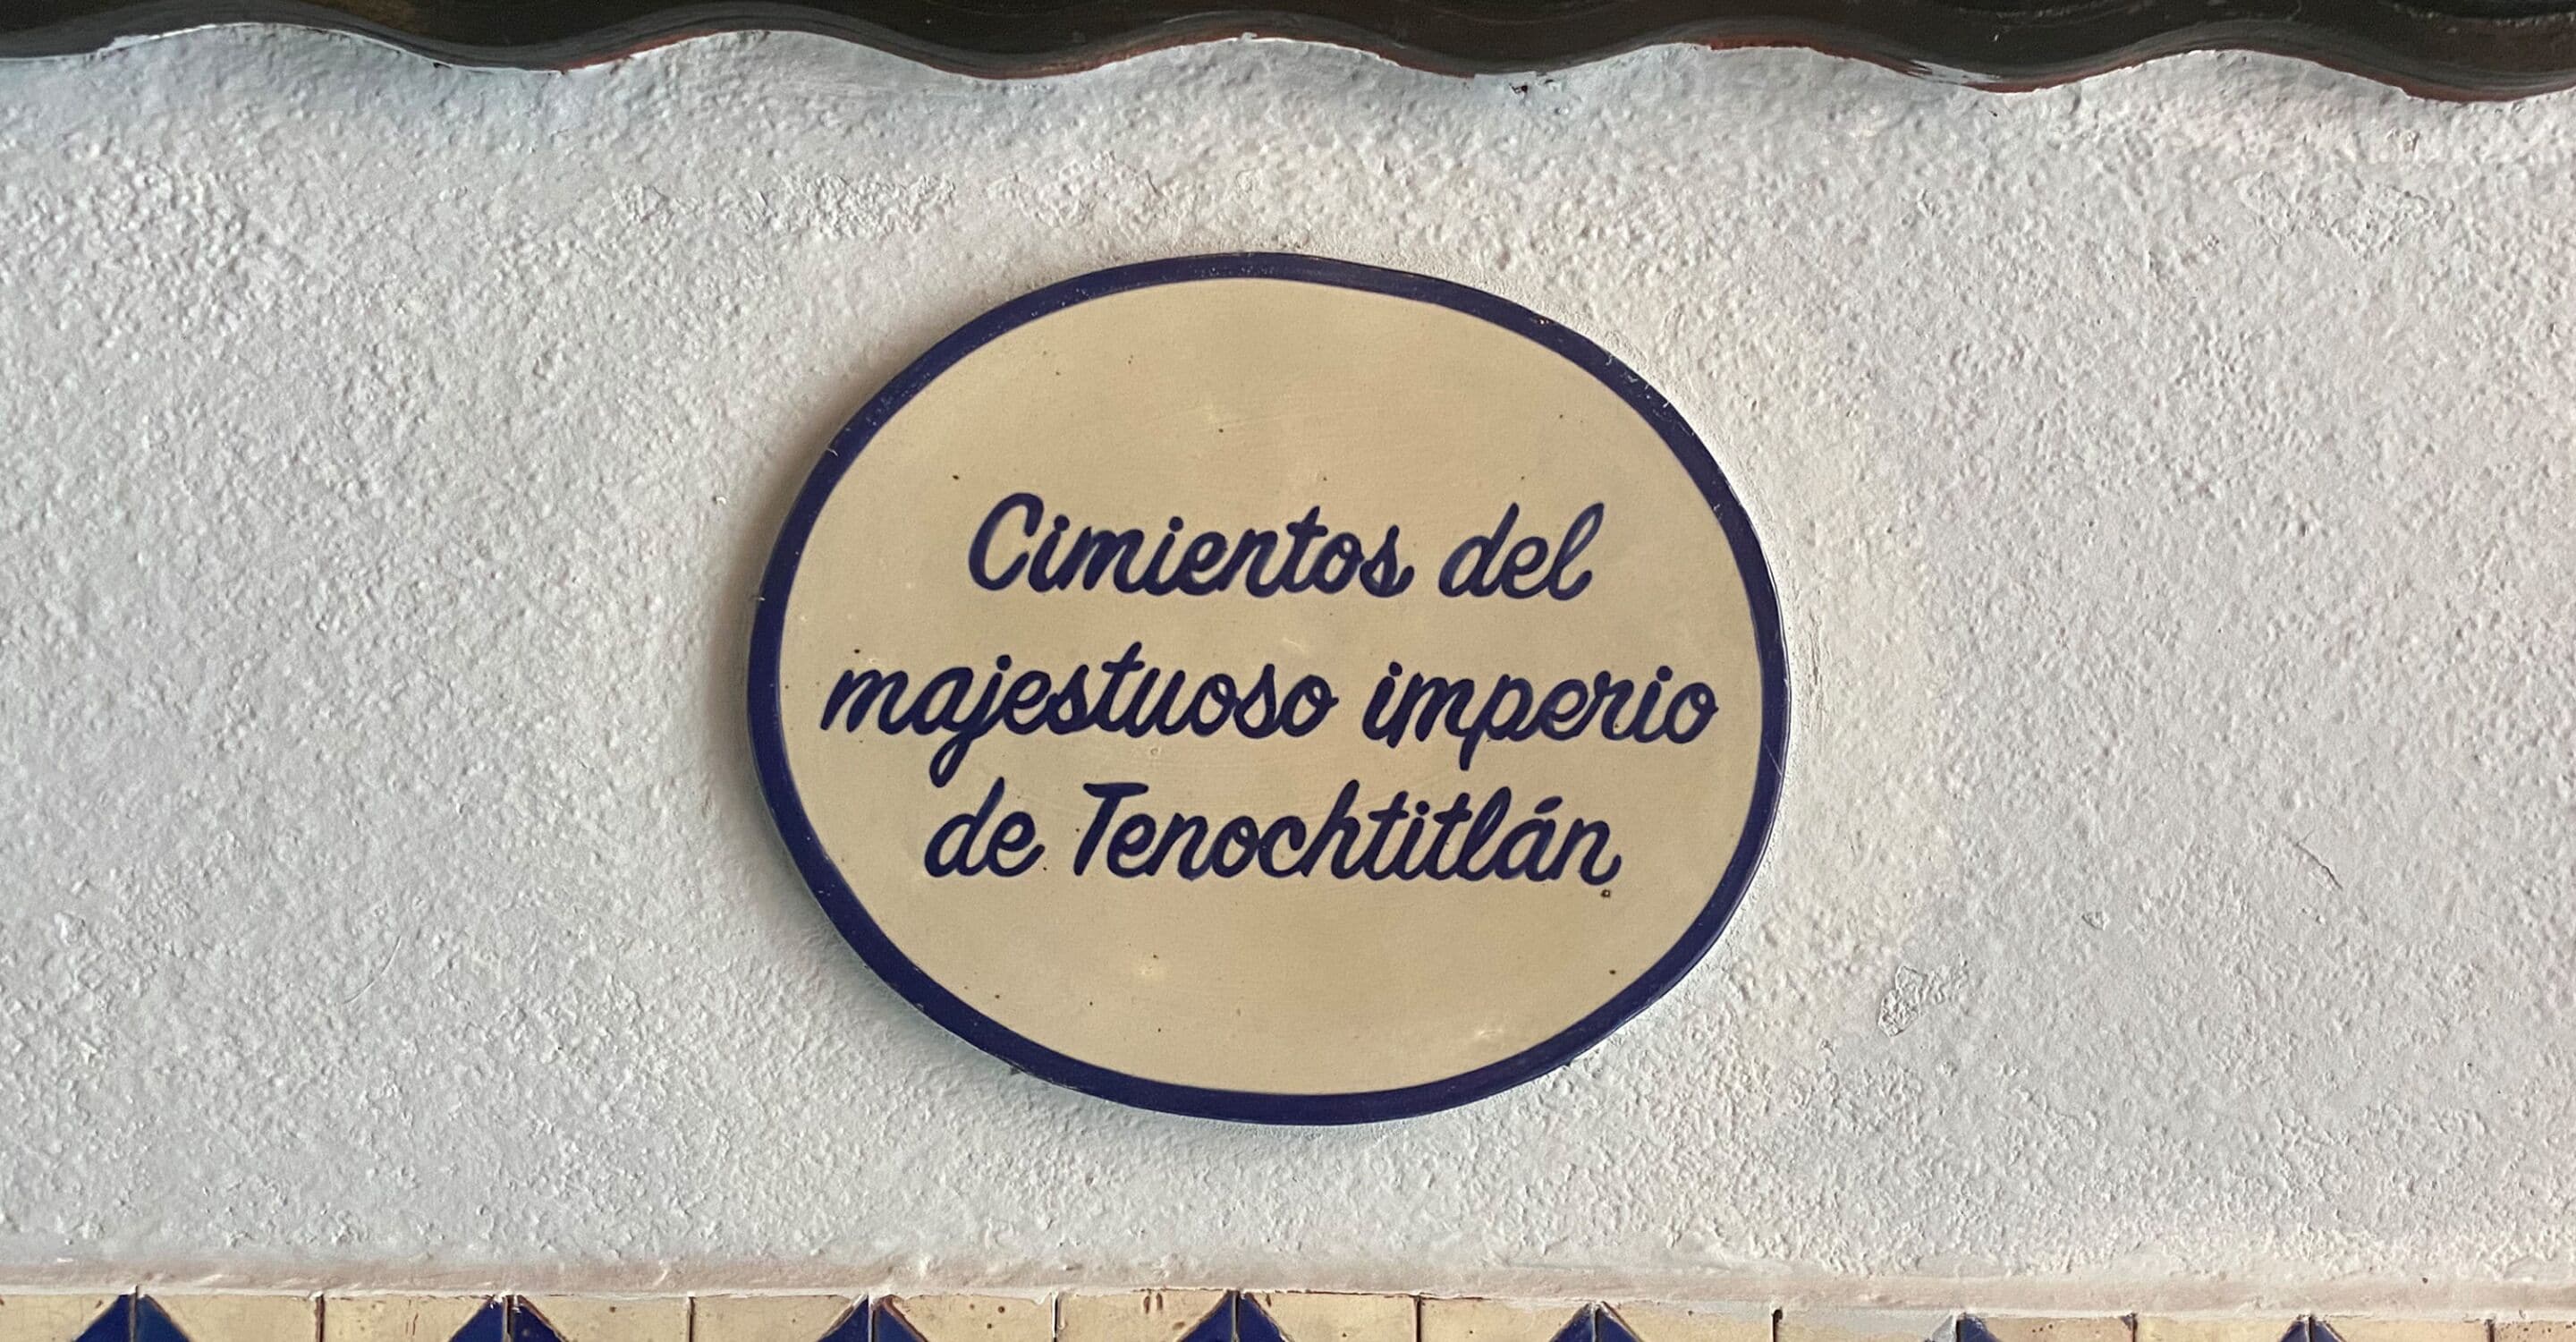 Cimientos del
majestuoso imperio
de Tenochtitlán